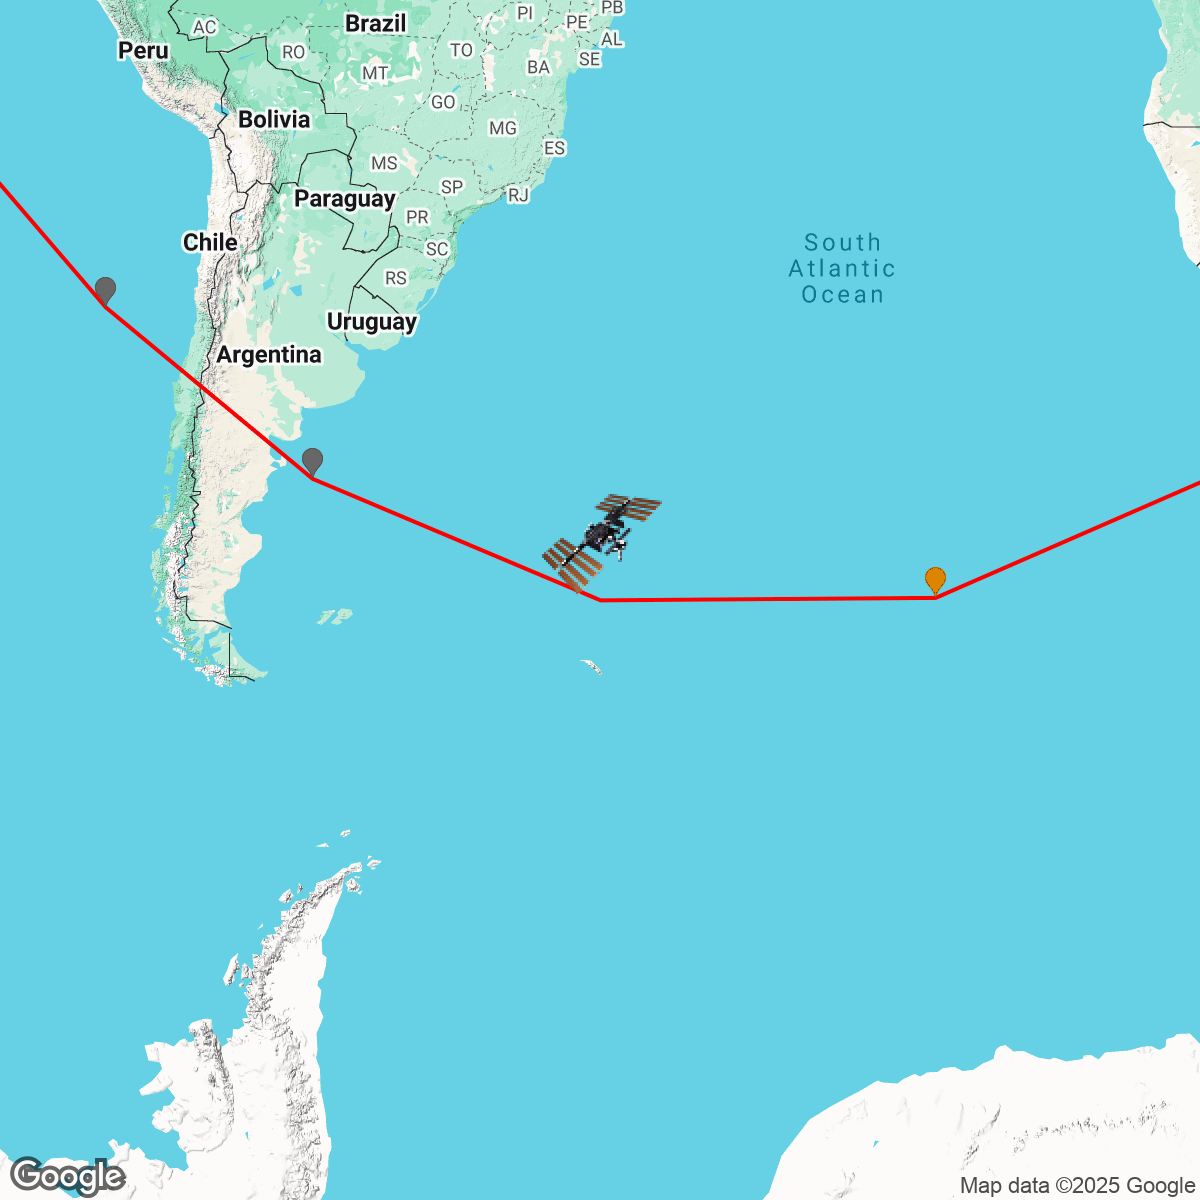 PI
PB
AC
Brazil
PE
Peru
RO
TO
AL
MT
BA
SE
GO
Bolivia
MG
ES
MS
SP
Paraguay
RJ
PR
Chile
SC
South
Atlantic
Ocean
RS
Uruguay
Argentina
Google
Map data ©2025 Google